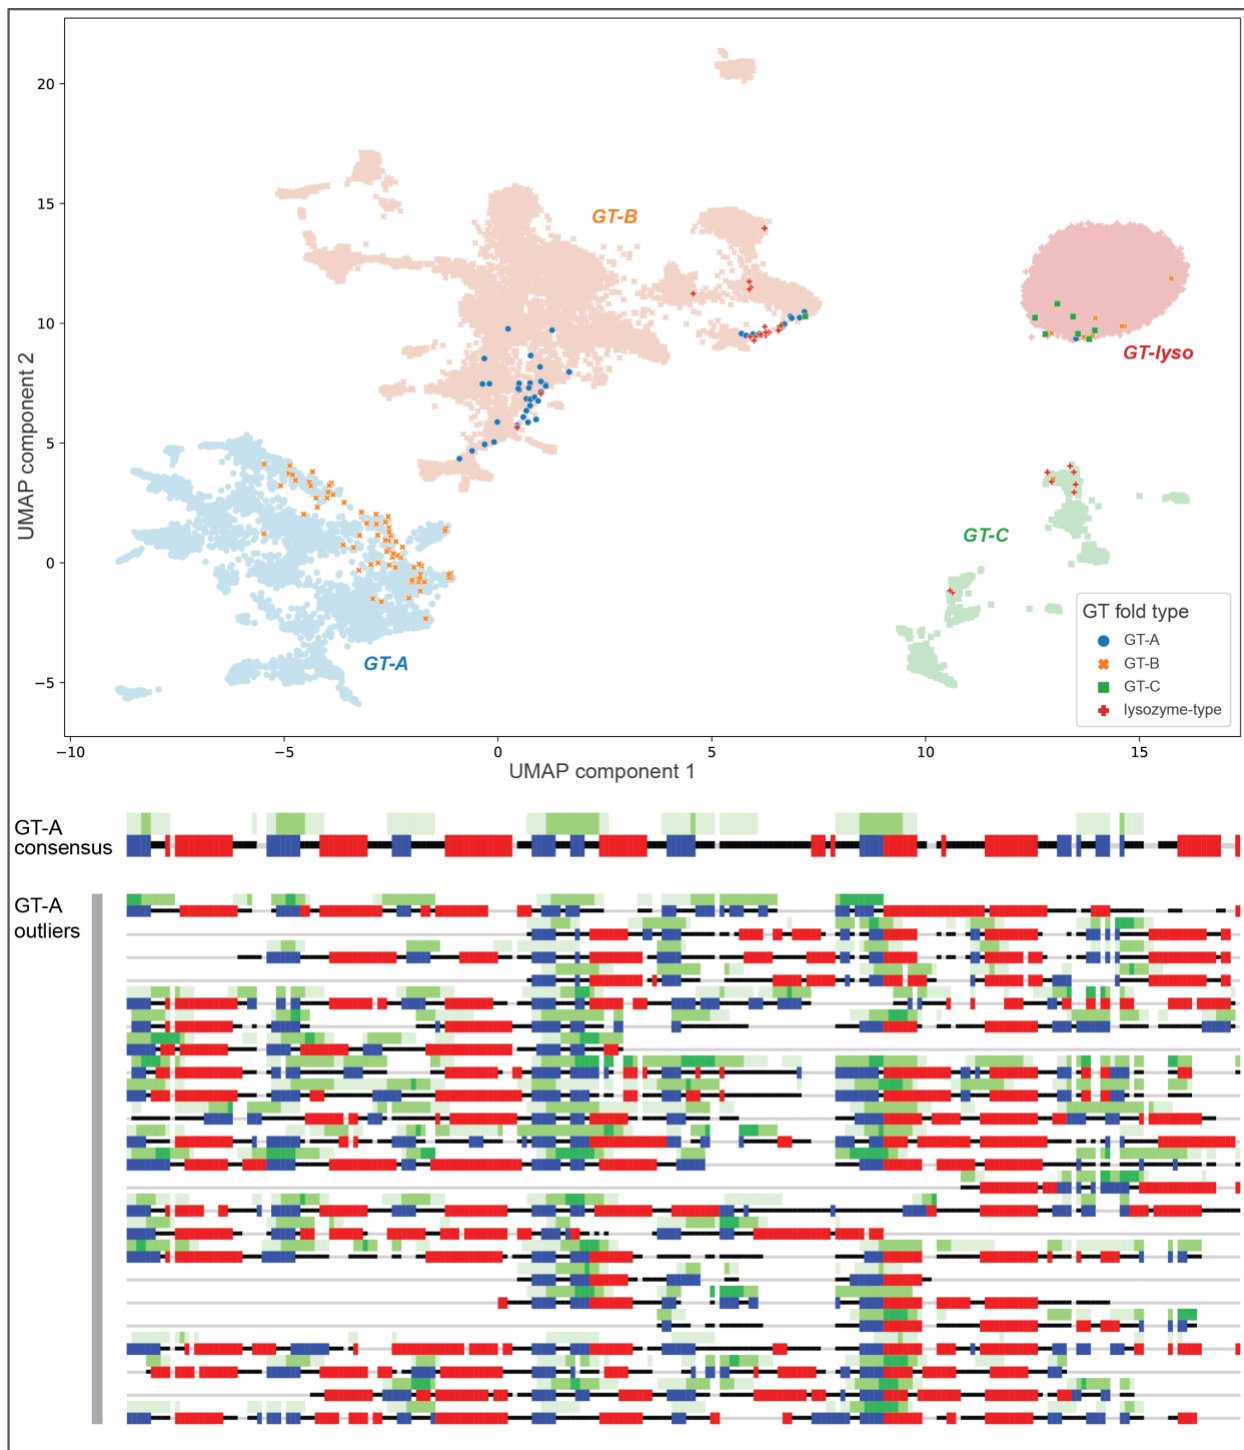 20
15
10
5
0
−5
UMAP component 2
GT-B
GT-lyso
GT-C
GT-A
GT fold type
GT-A
GT-B
GT-C
lysozyme-type
−10
−5
0
5
10
15
UMAP component 1
GT-A
consensus
GT-A
outliers